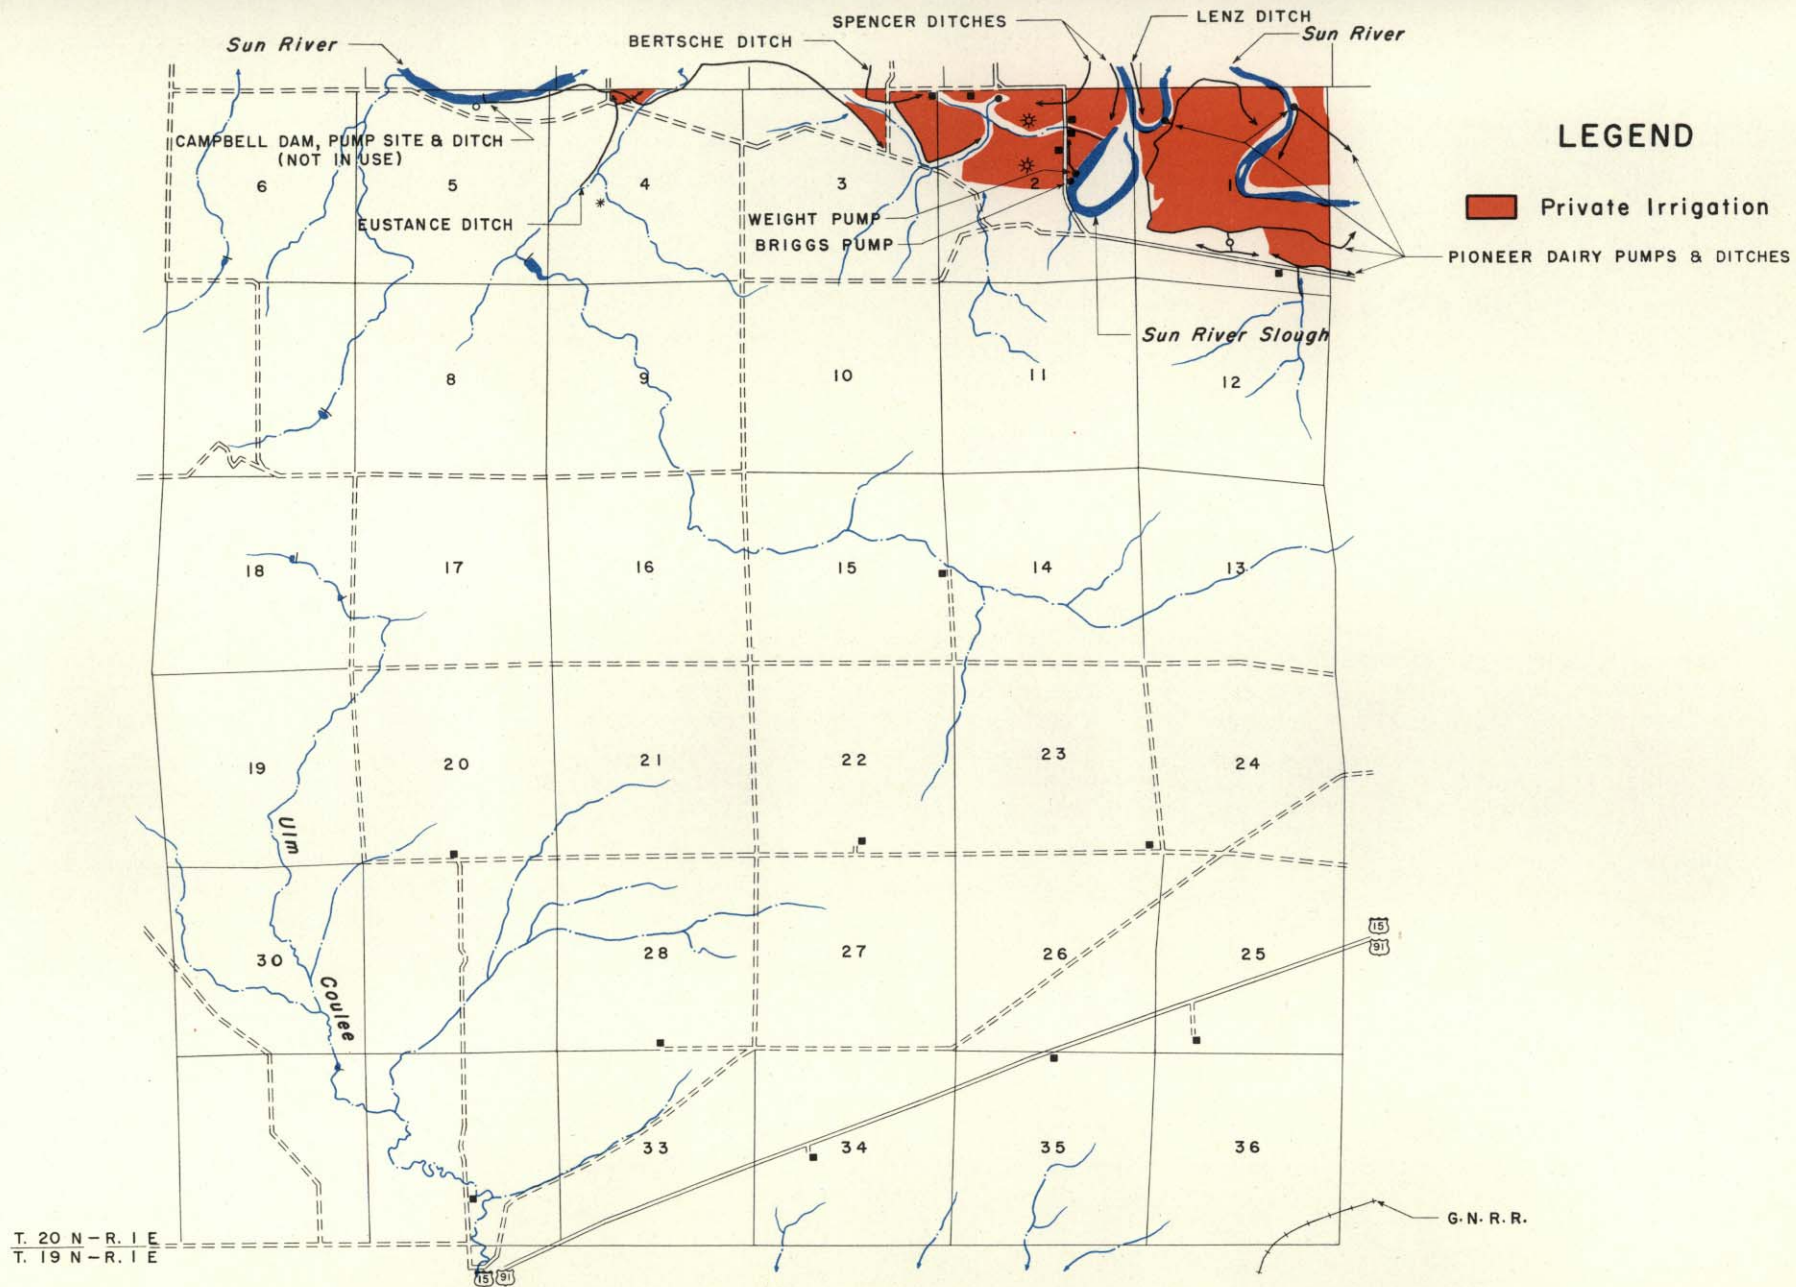 SPENCER DITCHES
LENZ DITCH
Sun River
BERTSCHE DITCH
Sun River
LEGEND
Private Irrigation
CAMPBELL DAM, PUMP SITE & DITCH
(NOT IN USE)
6
5
4
3
2
1
EUSTANCE DITCH
WEIGHT PUMP
BRIGGS PUMP
PIONEER DAIRY PUMPS & DITCHES
Sun River Slough
8
9
10
11
12
18
17
16
15
14
13
19
20
21
22
23
24
Ulm
Coulee
30
28
27
26
25
15
91
33
34
35
36
G.N.R.R.
T. 20 N-R. 1 E
T. 19 N-R. 1 E
15 91